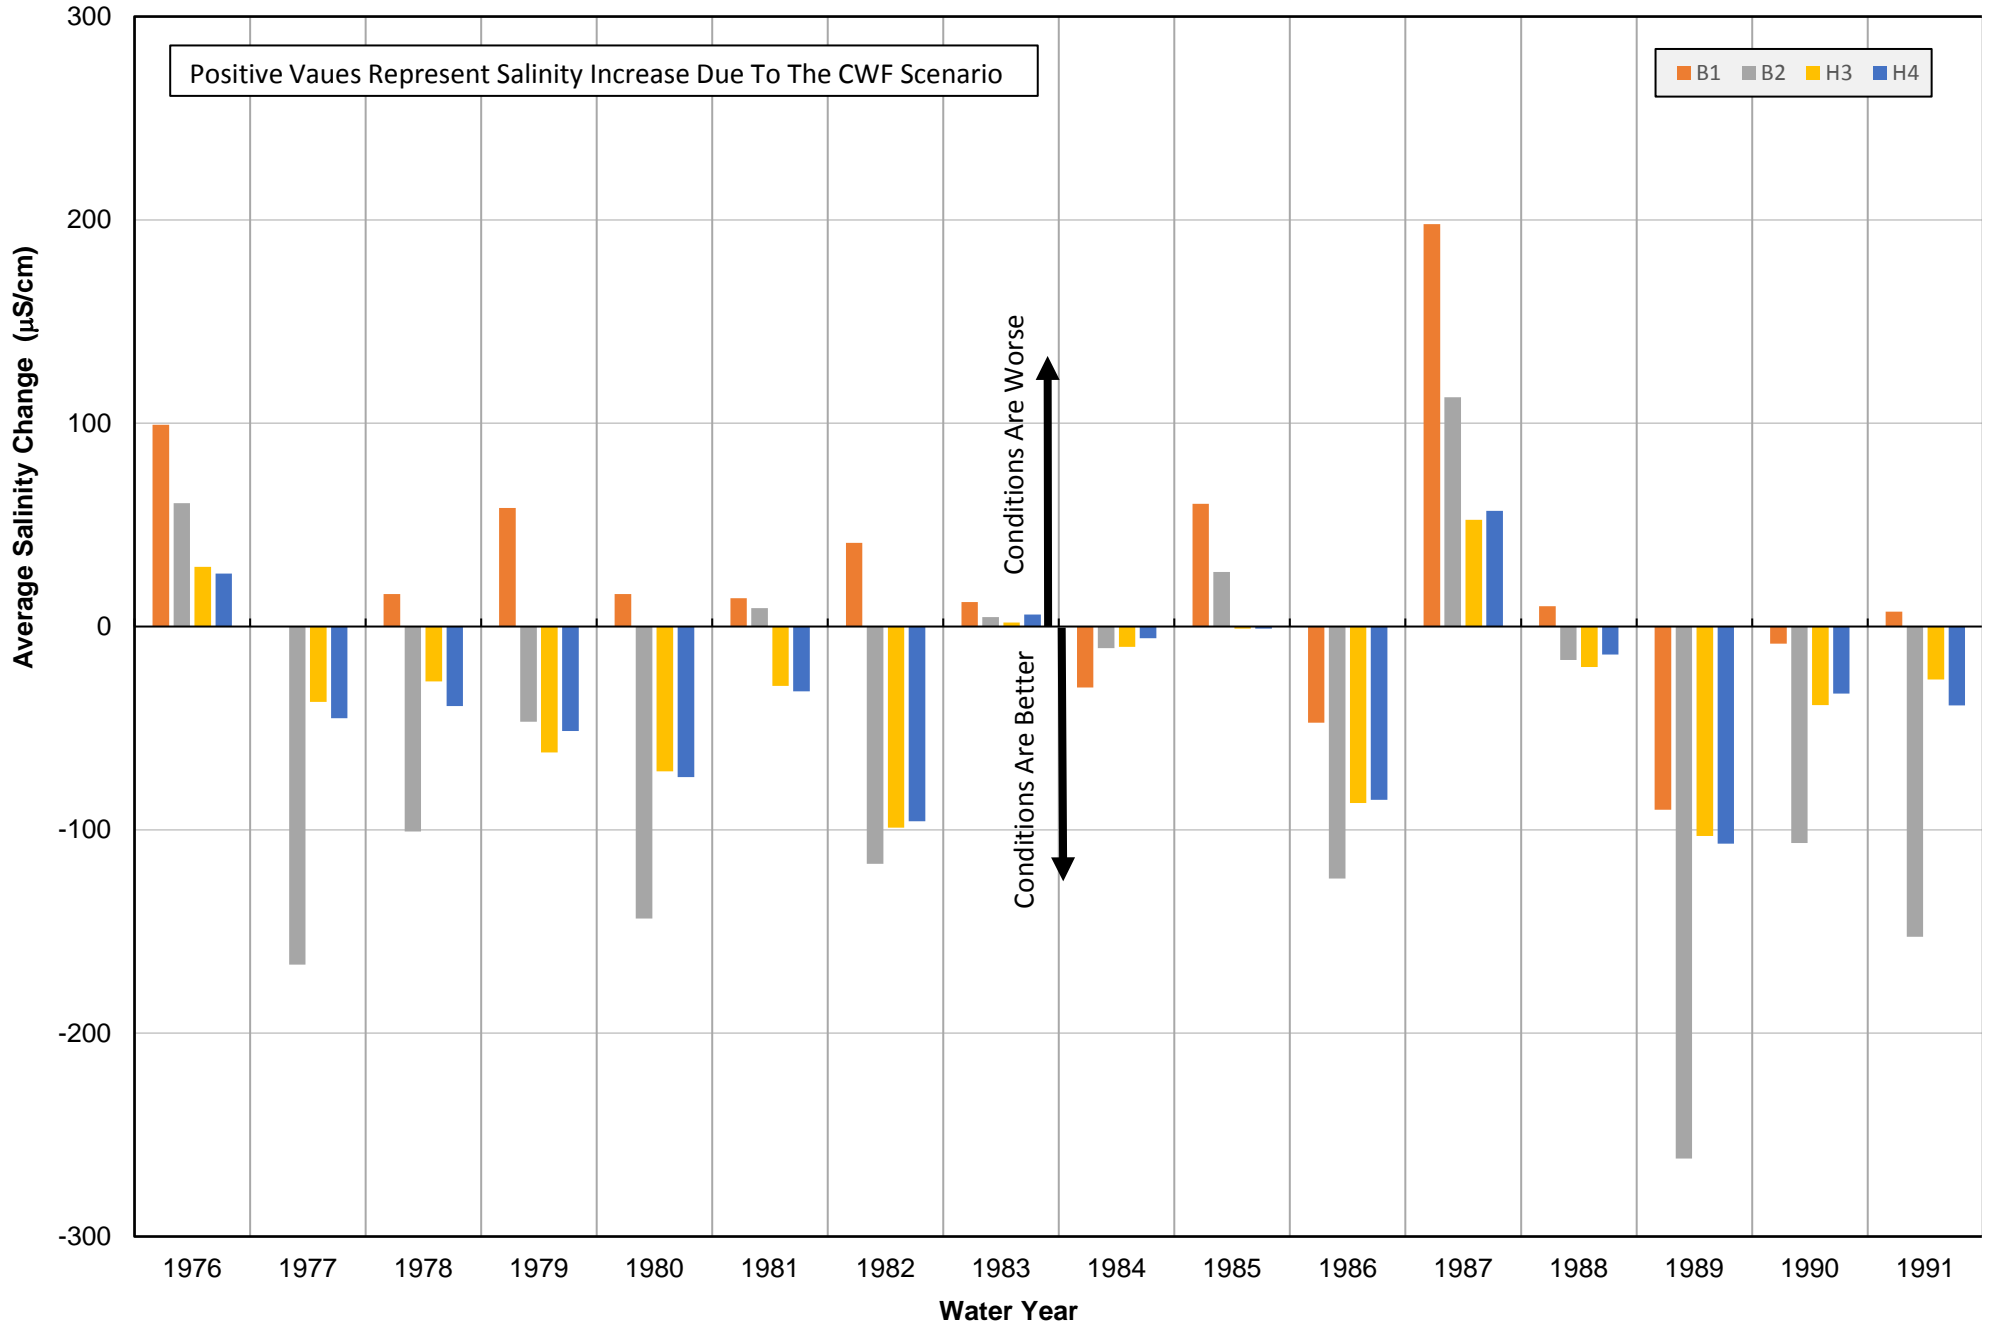 300
Positive Vaues Represent Salinity Increase Due To The CWF Scenario
B1 B2 H3 H4
200
100
0
-100
-200
-300
Average Salinity Change (µS/cm)
Conditions Are Worse
Conditions Are Better
1976 1977 1978 1979 1980 1981 1982 1983 1984 1985 1986 1987 1988 1989 1990 1991
Water Year